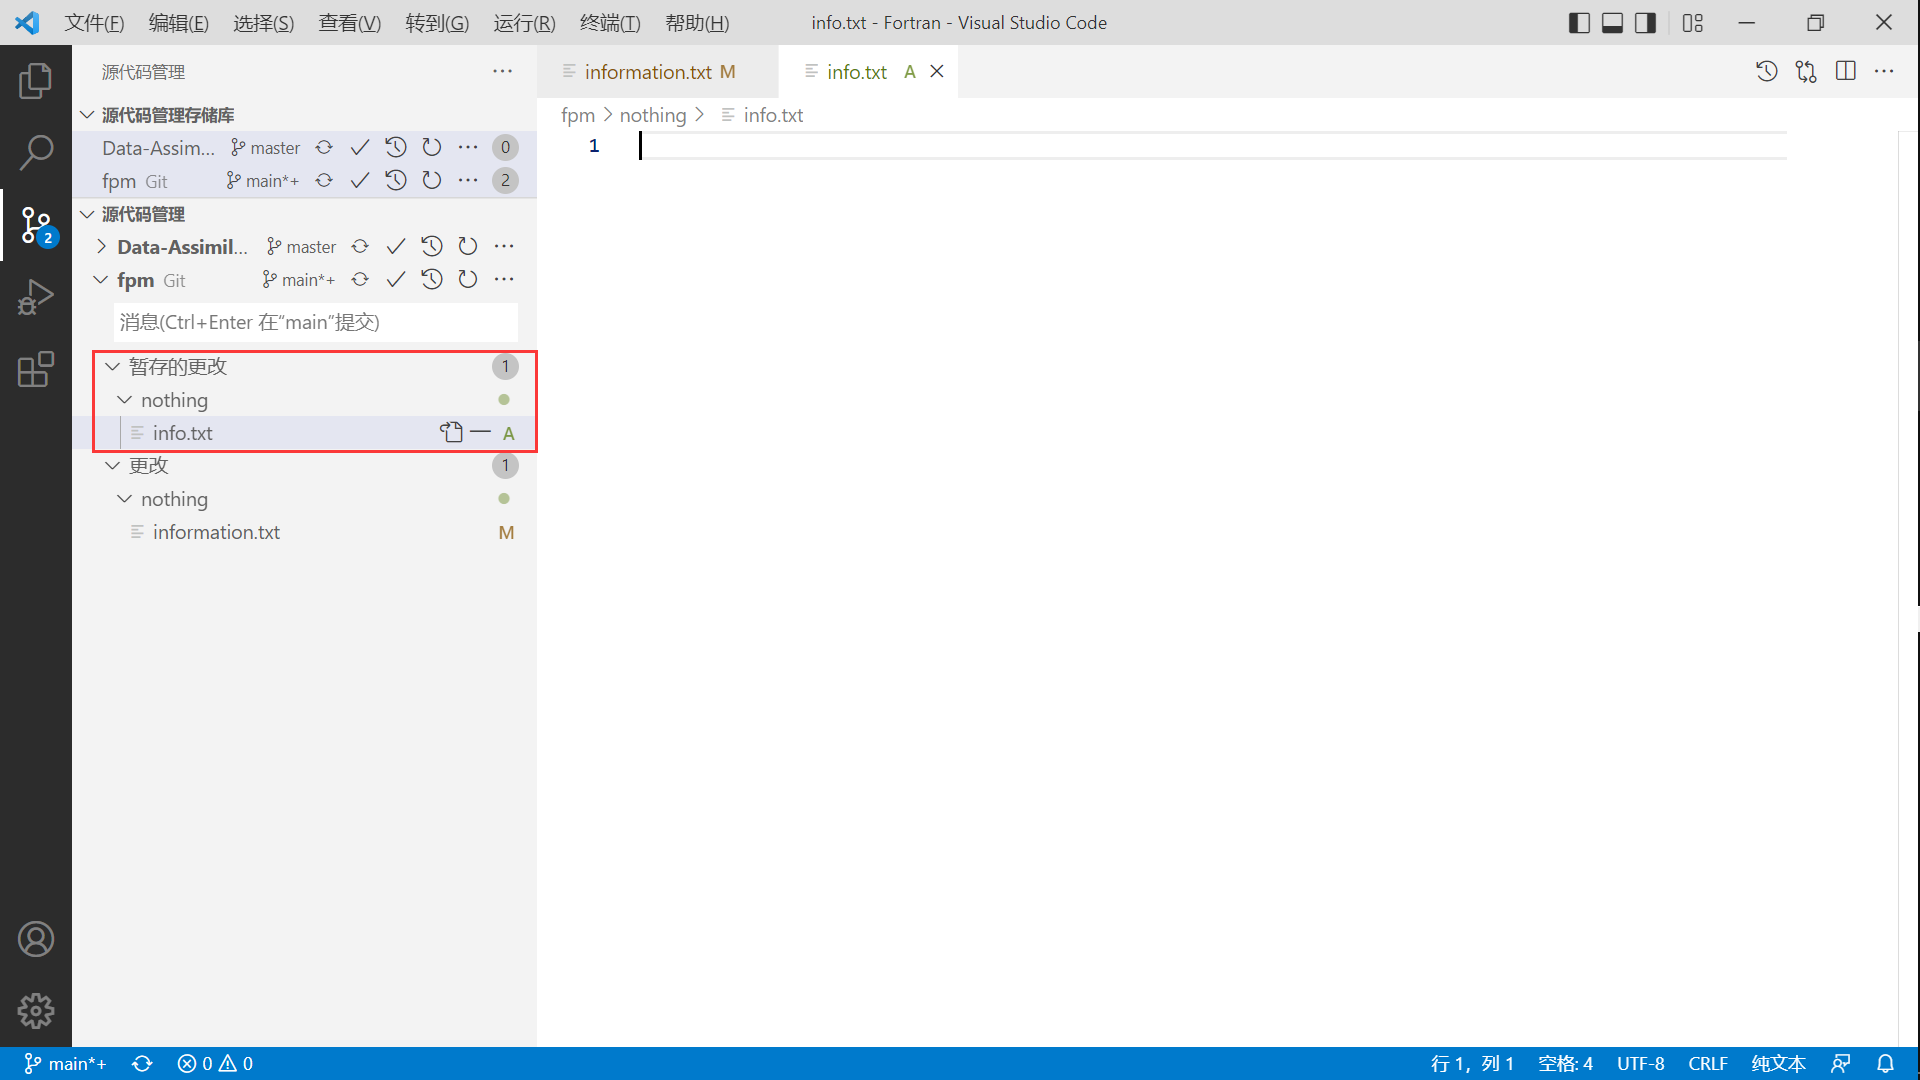 文件(F) 编辑(E) 选择(S) 查看(V) 转到(G) 运行(R) 终端(T) 帮助(H) info.txt - Fortran - Visual Studio Code
源代码管理
information.txt M info.txt A
源代码管理存储库
fpm nothing info.txt
Data-Assim... master 0
1
fpm Git main*+ 2
源代码管理
2
Data-Assimil... master
fpm Git main*+
消息(Ctrl+Enter 在“main”提交)
暂存的更改 1
nothing
info.txt A
更改 1
nothing
information.txt M
main*+ 0 0 行 1，列 1 空格: 4 UTF-8 CRLF 纯文本